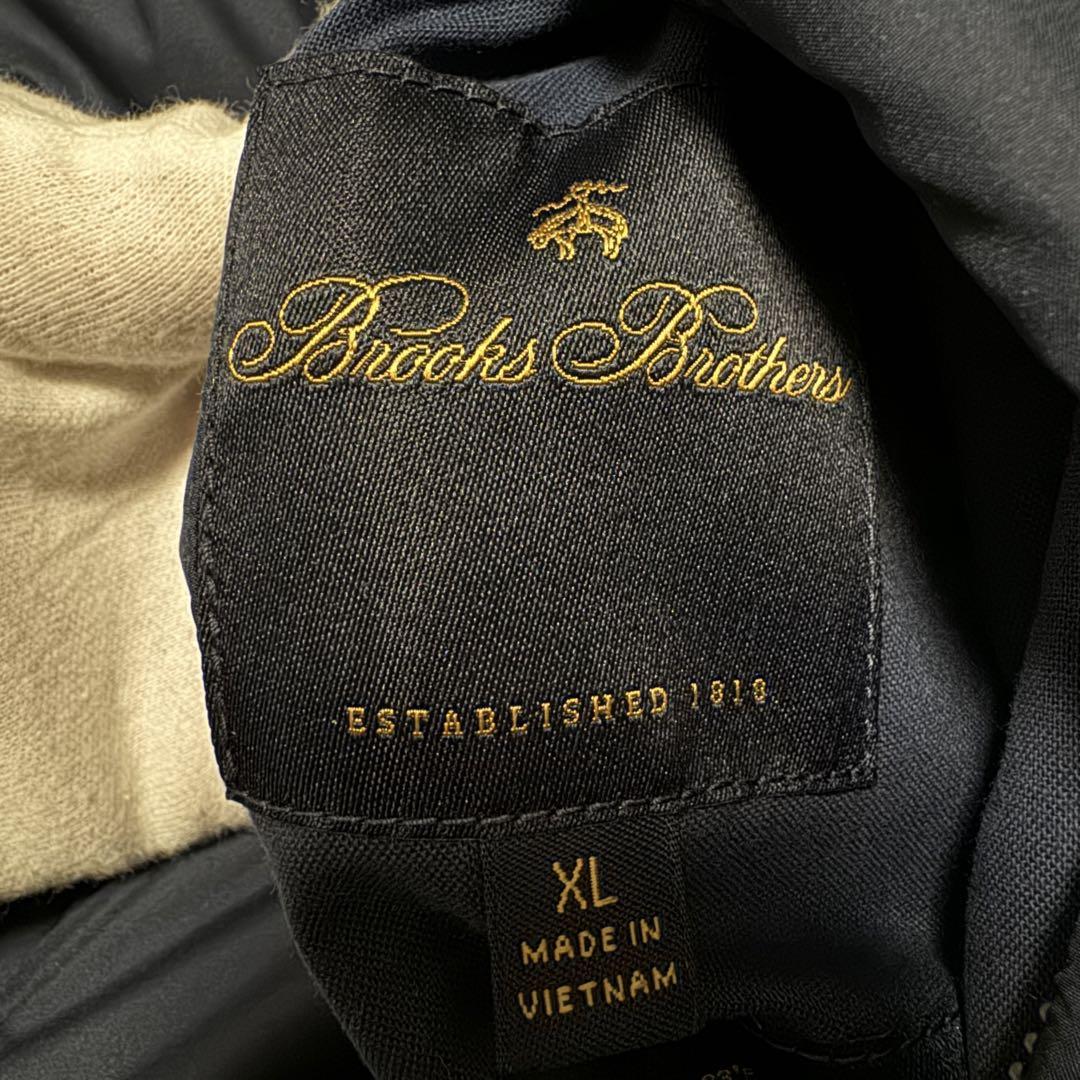 Brooks Brothers
ESTABLISHED 1818
XL
MADE IN
VIETNAM